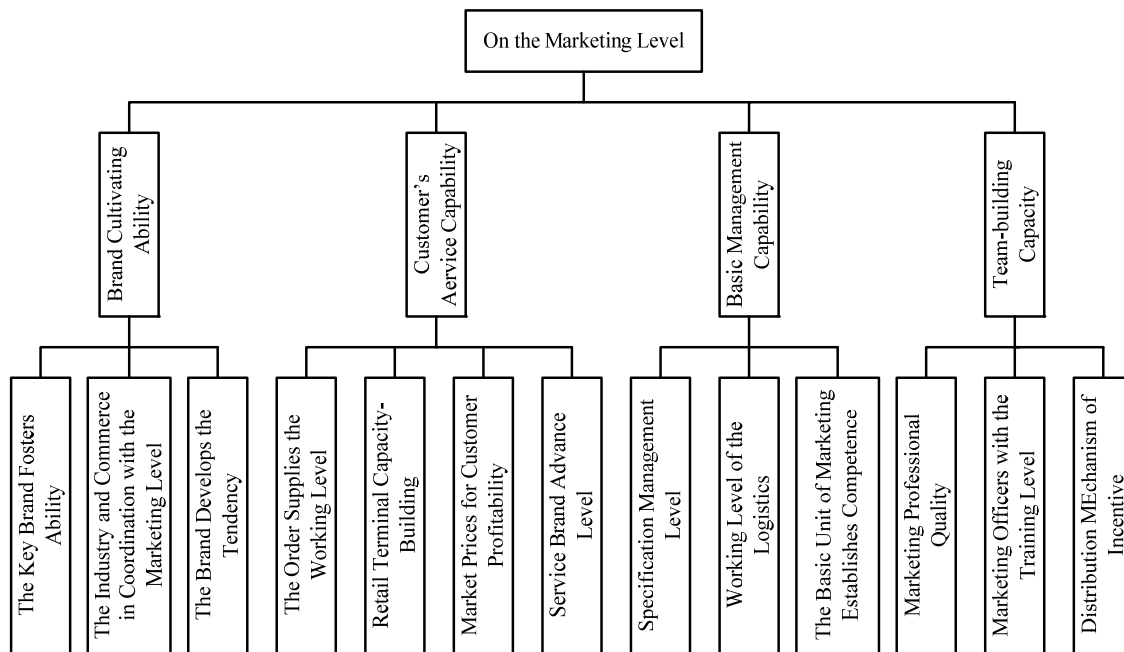 On the Marketing Level
Brand Cultivating
Ability
Customer's
Aervice Capability
Basic Management
Capability
Team-building
Capacity
The Key Brand Fosters
Ability
The Industry and Commerce
in Coordination with the
Marketing Level
The Brand Develops the
Tendency
The Order Supplies the
Working Level
Retail Terminal Capacity-
Building
Market Prices for Customer
Profitability
Service Brand Advance
Level
Specification Management
Level
Working Level of the
Logistics
The Basic Unit of Marketing
Establishes Competence
Marketing Professional
Quality
Marketing Officers with the
Training Level
Distribution MEchanism of
Incentive